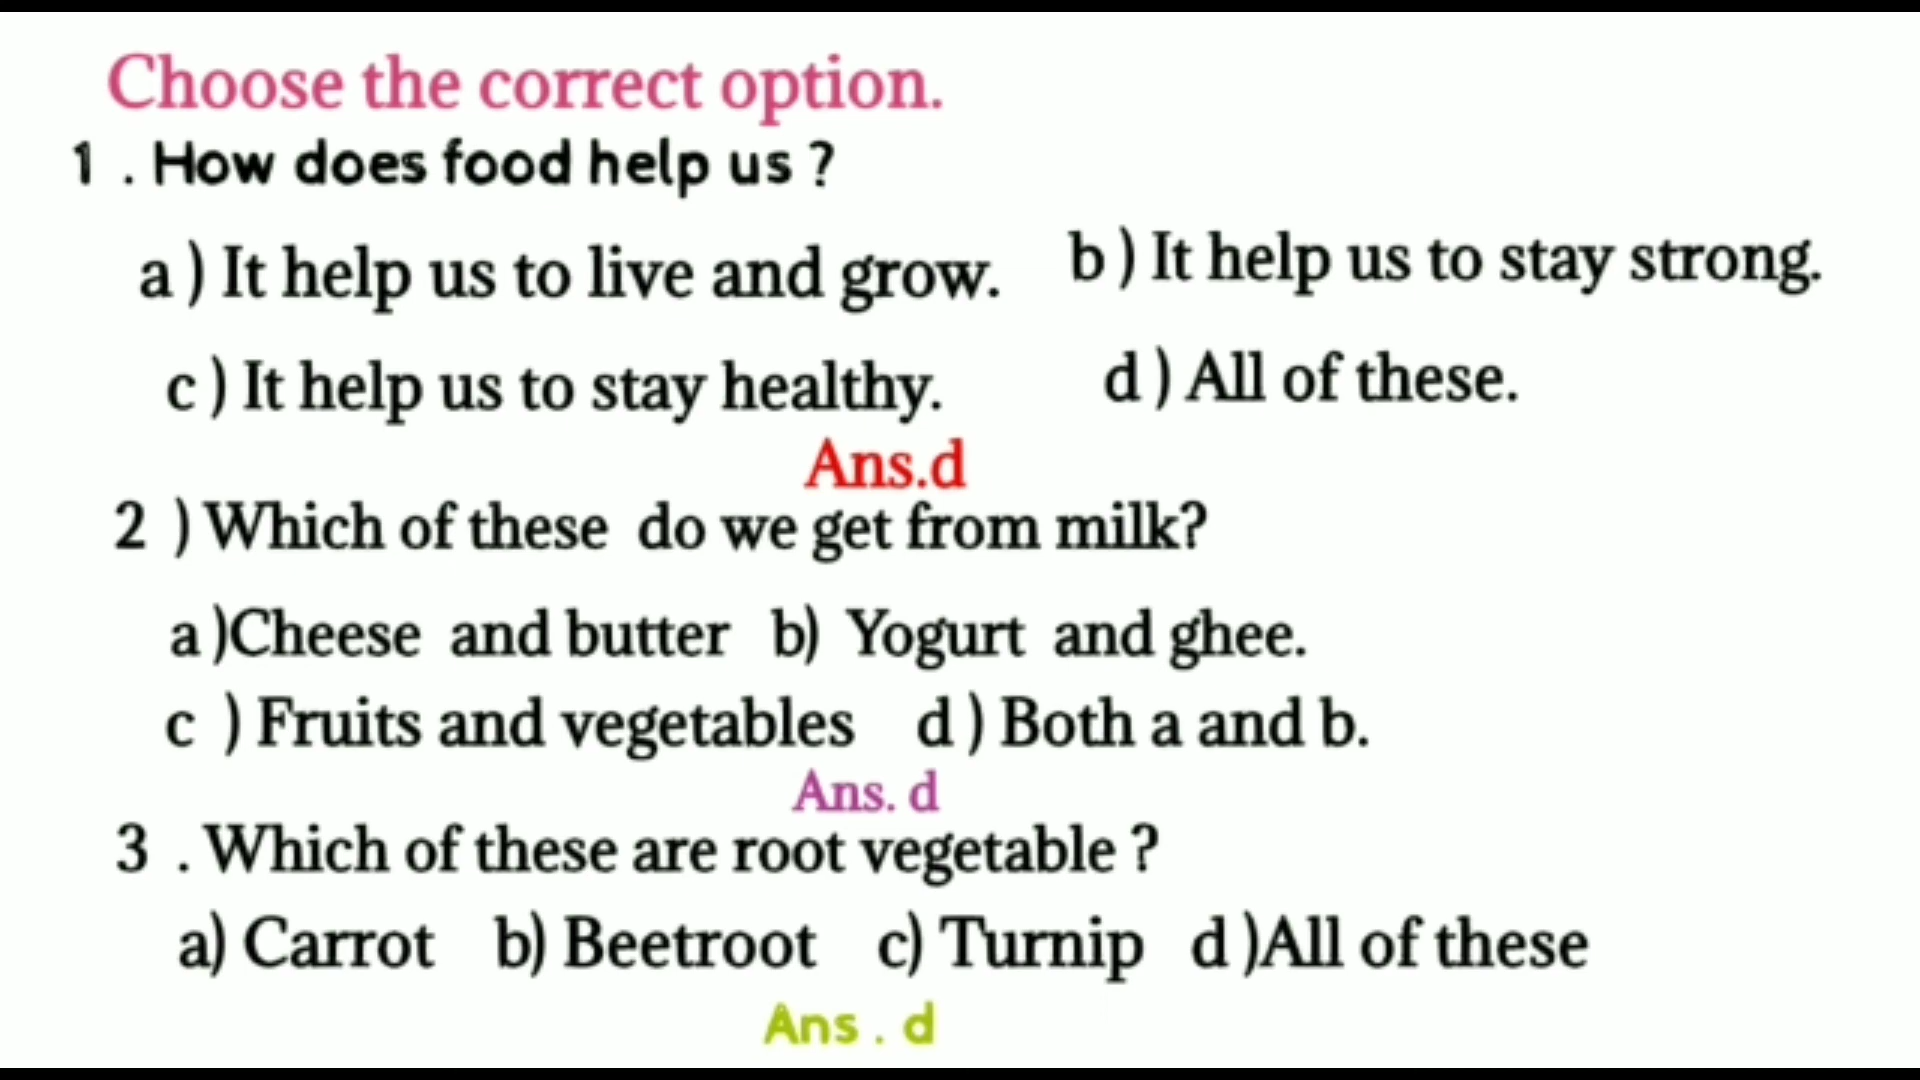 Choose the correct option.
1 . How does food help us ?
a ) It help us to live and grow. b ) It help us to stay strong.
c ) It help us to stay healthy. d ) All of these.
Ans.d
2 ) Which of these do we get from milk?
a )Cheese and butter b) Yogurt and ghee.
c ) Fruits and vegetables d ) Both a and b.
Ans. d
3 . Which of these are root vegetable ?
a) Carrot b) Beetroot c) Turnip d )All of these
Ans . d